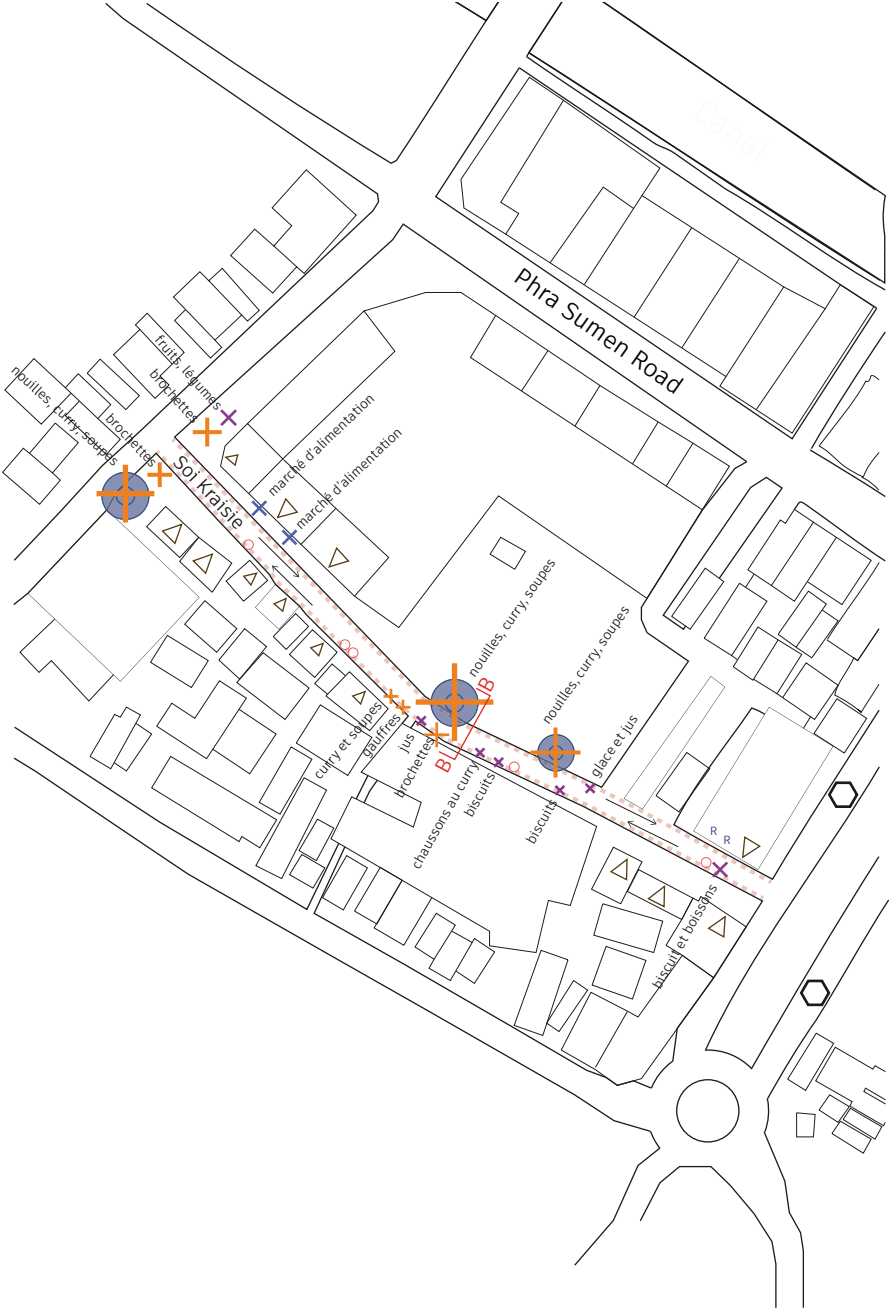 Canal
Phra Sumen Road
fruits, légumes
brochettes
nouilles, curry, soupes
brochettes
Soi Kraisie
marché d'alimentation
marché d'alimentation
nouilles, curry, soupes
nouilles, curry, soupes
B
B
curry et soupes
gauffres
jus
brochettes
chaussons au curry
biscuits
biscuits
glace et jus
R
R
biscuit et boissons